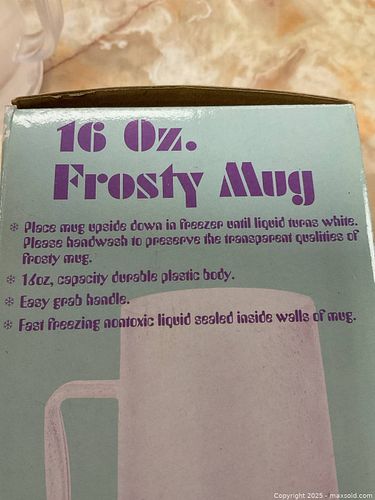 16 Oz.
Frosty Mug
* Place mug upside down in freezer until liquid turns white.
Please handwash to preserve the transparent qualities of
frosty mug.
* 16oz, capacity durable plastic body.
* Easy grab handle.
* Fast freezing nontoxic liquid sealed inside walls of mug.
Copyright 2025 - maxsold.com